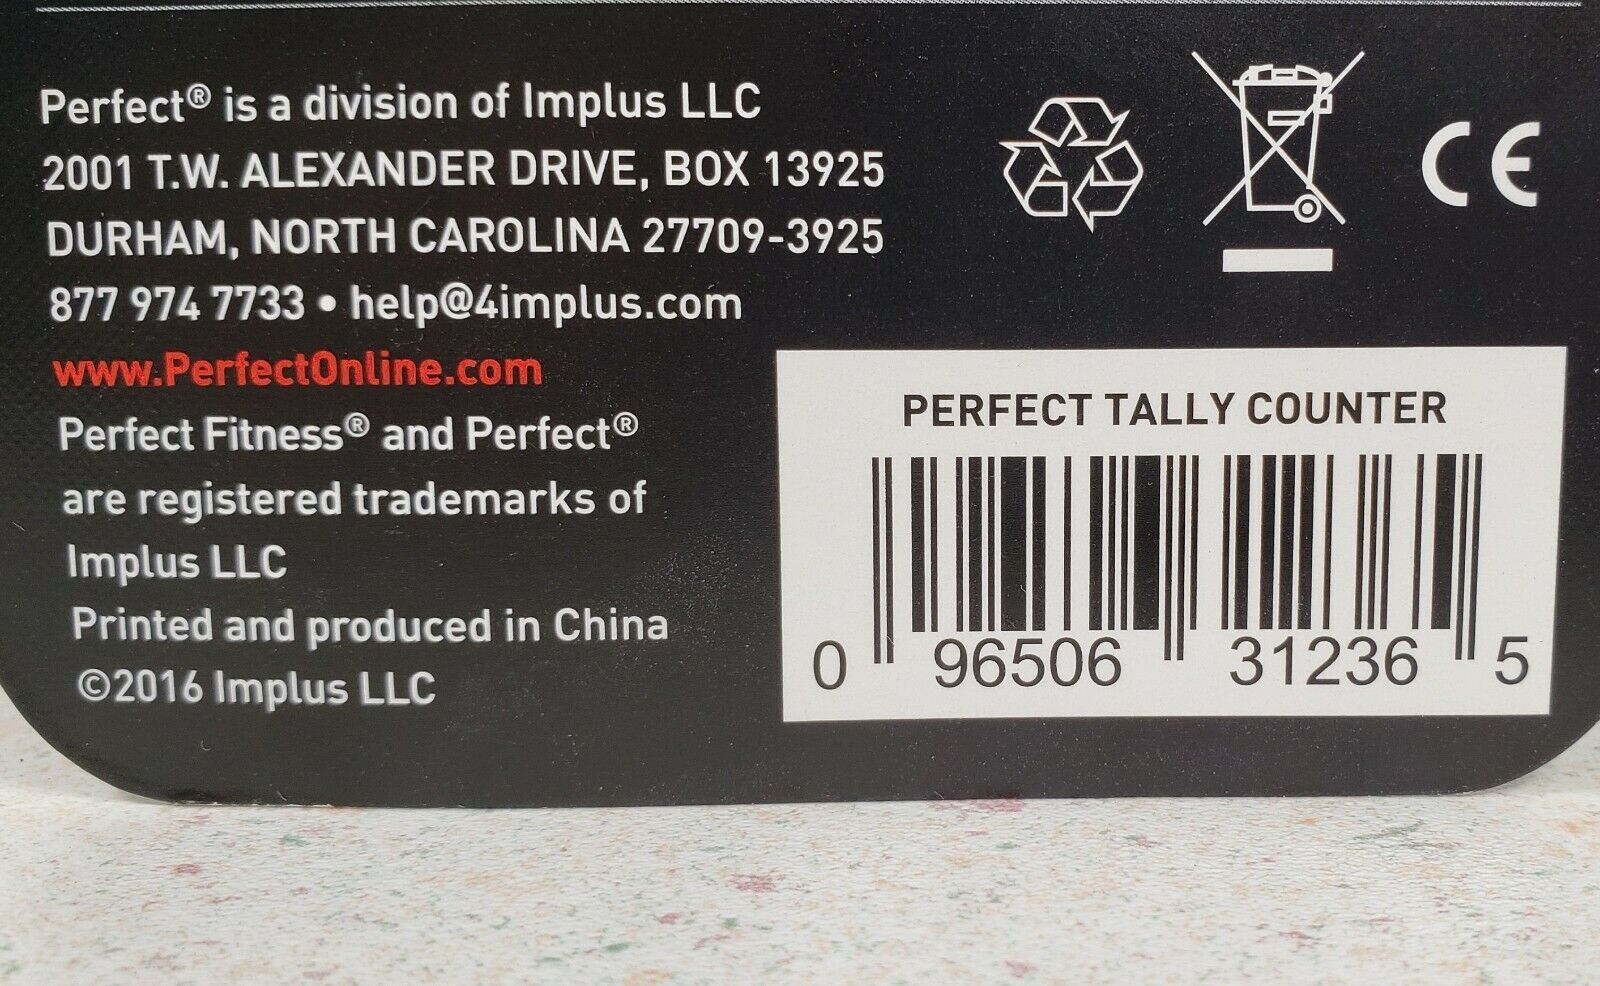 Perfect® is a division of Implus LLC
2001 T.W. ALEXANDER DRIVE, BOX 13925
DURHAM, NORTH CAROLINA 27709-3925
877 974 7733 • help@4implus.com
www.PerfectOnline.com
Perfect Fitness® and Perfect®
are registered trademarks of
Implus LLC
Printed and produced in China
©2016 Implus LLC
CE
PERFECT TALLY COUNTER
0 96506 31236 5